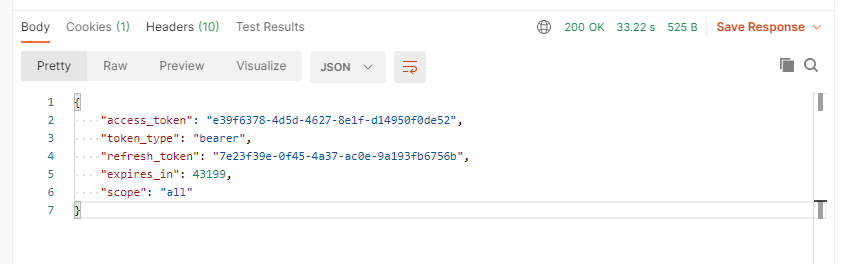 Body Cookies (1) Headers (10) Test Results 200 OK 33.22 s 525 B Save Response
Pretty Raw Preview Visualize JSON
1 {
2 "access_token": "e39f6378-4d5d-4627-8e1f-d14950f0de52",
3 "token_type": "bearer",
4 "refresh_token": "7e23f39e-0f45-4a37-ac0e-9a193fb6756b",
5 "expires_in": 43199,
6 "scope": "all"
7 }